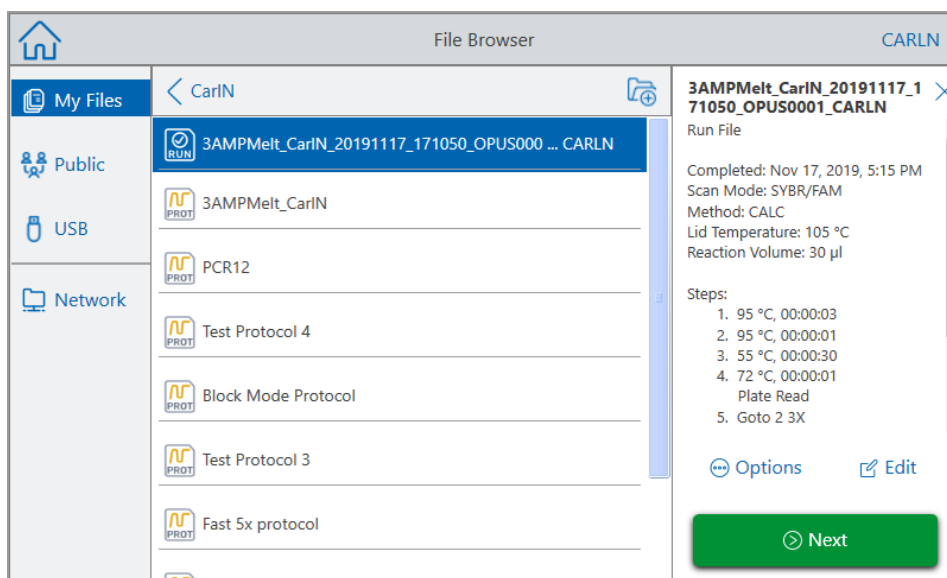 File Browser
CARLN
My Files
Public
USB
Network
CarlN
RUN
3AMPMelt_CarlN_20191117_171050_OPUS000 ... CARLN
PROT
3AMPMelt_CarlN
PROT
PCR12
PROT
Test Protocol 4
PROT
Block Mode Protocol
PROT
Test Protocol 3
PROT
Fast 5x protocol
3AMPMelt_CarlN_20191117_1
71050_OPUS0001_CARLN
Run File
Completed: Nov 17, 2019, 5:15 PM
Scan Mode: SYBR/FAM
Method: CALC
Lid Temperature: 105 °C
Reaction Volume: 30 µl
Steps:
1. 95 °C, 00:00:03
2. 95 °C, 00:00:01
3. 55 °C, 00:00:30
4. 72 °C, 00:00:01
Plate Read
5. Goto 2 3X
Options
Edit
Next